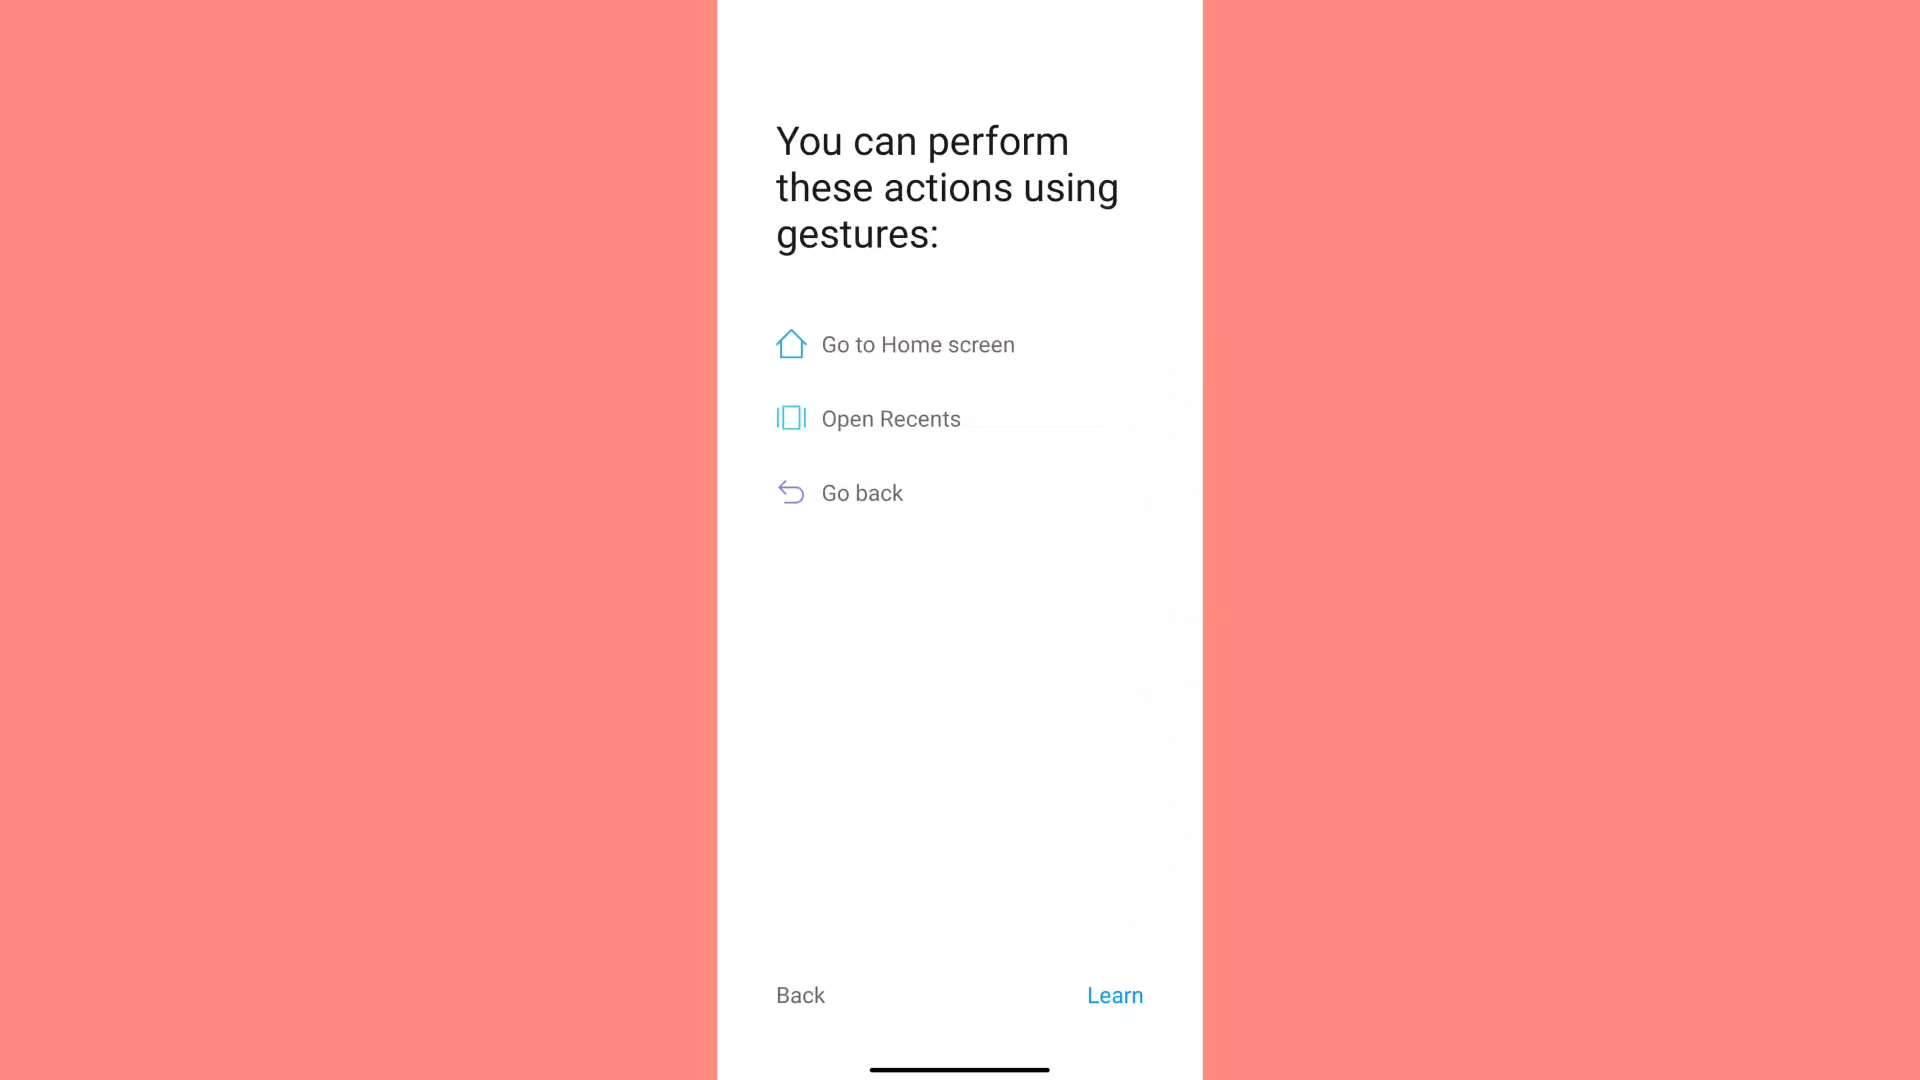 You can perform
these actions using
gestures:
Go to Home screen
Open Recents
Go back
Back
Learn